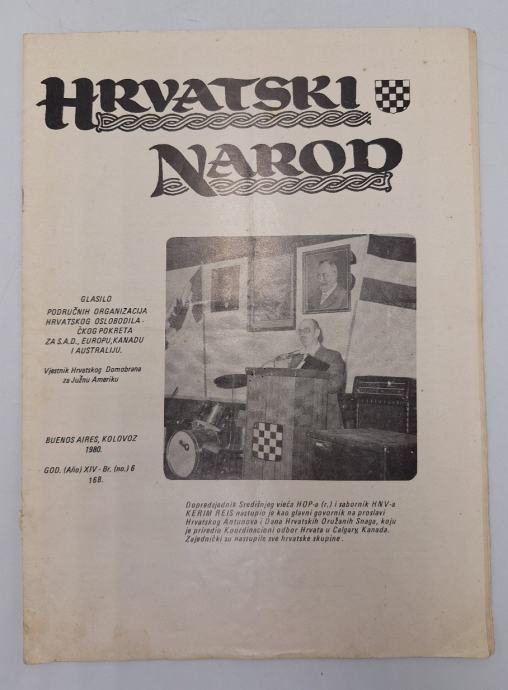 HRVATSKI
NAROD
GLASILO
PODRUČNIH ORGANIZACIJA
HRVATSKOG OSLOBODILA-
ČKOG POKRETA
ZA S.A.D., EUROPU, KANADU
I AUSTRALIJU.
Vjestnik Hrvatskog Domobrana
za Južnu Ameriku
BUENOS AIRES, KOLOVOZ
1980.
GOD. (Año) XIV - Br. (no.) 6
168.
Dopredsjednik Središnjeg vieća HOP-a (r.) i sabornik HNV-a
KERIM REIS nastupio je kao glavni govornik na proslavi
Hrvatskog Antunova i Dana Hrvatskih Oružanih Snaga, koju
je priredio Koordinacioni odbor Hrvata u Calgary, Kanada.
Zajednički su nastupile sve hrvatske skupine.